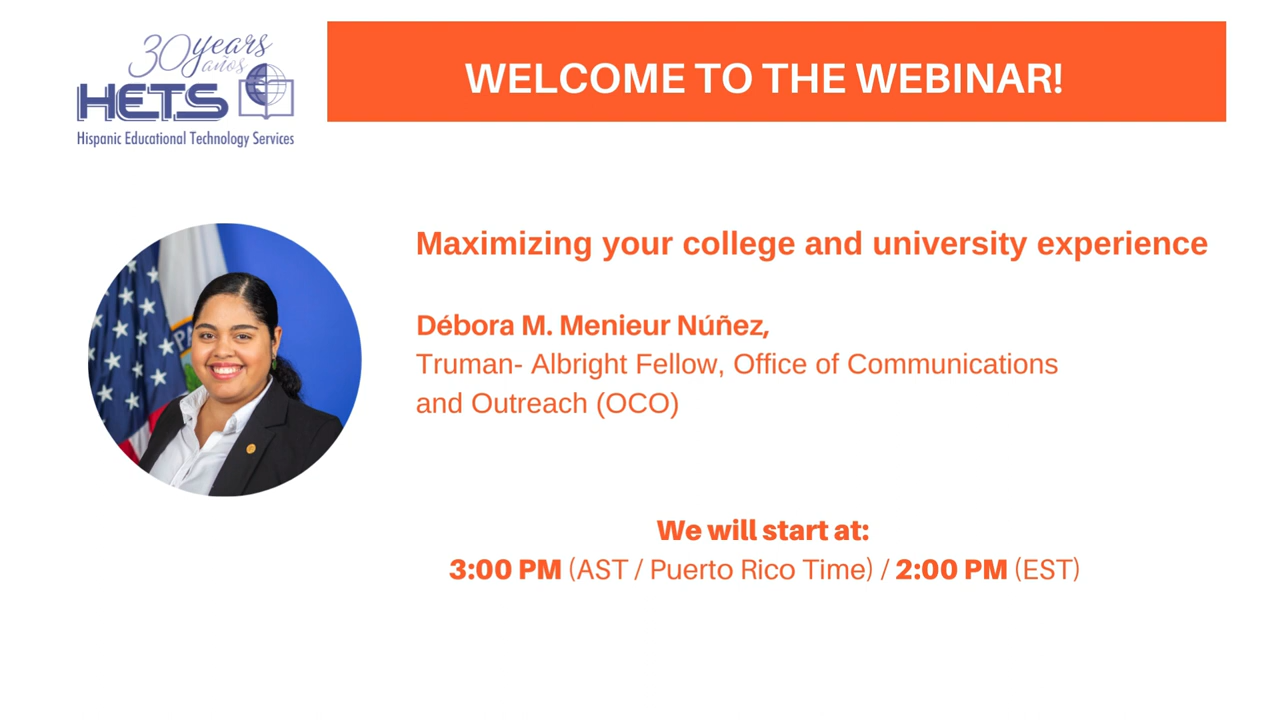 30 years
años
HETS
Hispanic Educational Technology Services
WELCOME TO THE WEBINAR!
Maximizing your college and university experience
Débora M. Menieur Núñez,
Truman- Albright Fellow, Office of Communications
and Outreach (OCO)
We will start at:
3:00 PM (AST / Puerto Rico Time) / 2:00 PM (EST)